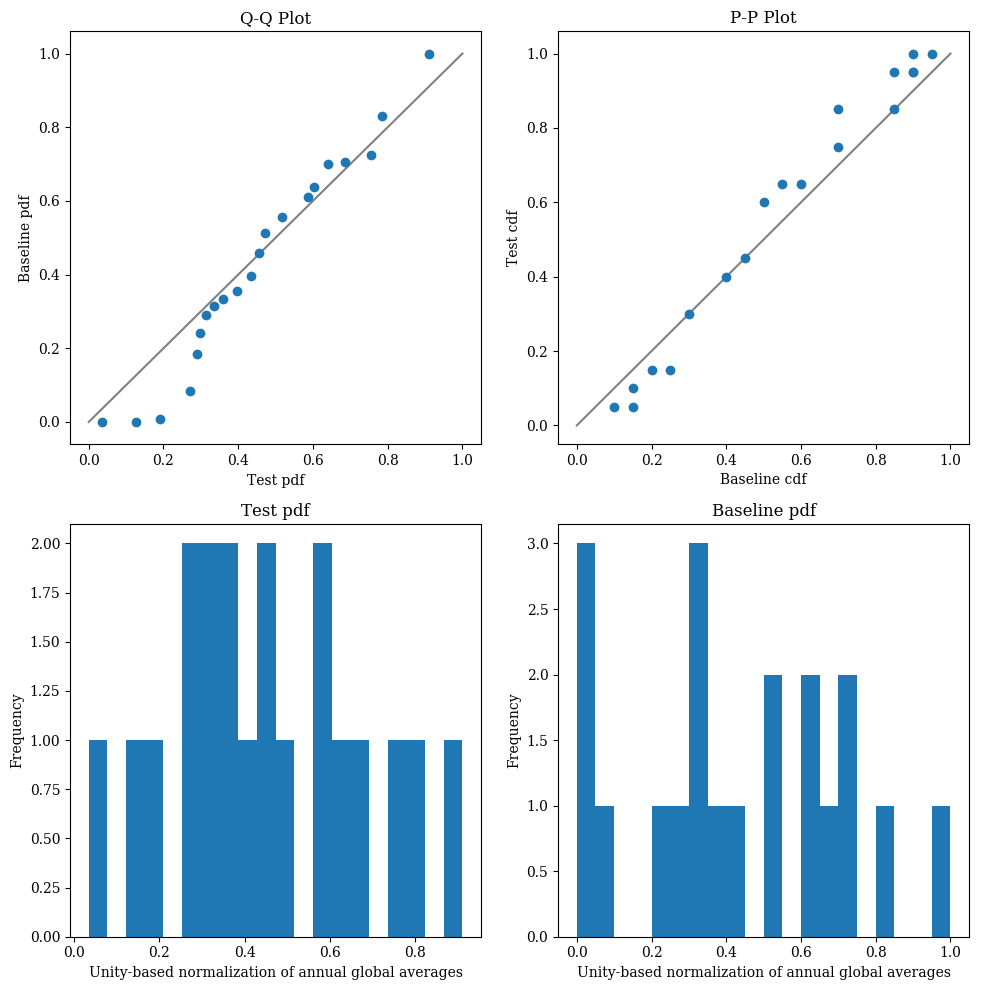 Q-Q Plot
1.0
0.8
0.6
0.4
0.2
0.0
Baseline pdf
0.0 0.2 0.4 0.6 0.8 1.0
Test pdf
P-P Plot
1.0
0.8
0.6
0.4
0.2
0.0
Test cdf
0.0 0.2 0.4 0.6 0.8 1.0
Baseline cdf
Test pdf
2.00
1.75
1.50
1.25
1.00
0.75
0.50
0.25
0.00
Frequency
0.0 0.2 0.4 0.6 0.8
Unity-based normalization of annual global averages
Baseline pdf
3.0
2.5
2.0
1.5
1.0
0.5
0.0
Frequency
0.0 0.2 0.4 0.6 0.8 1.0
Unity-based normalization of annual global averages